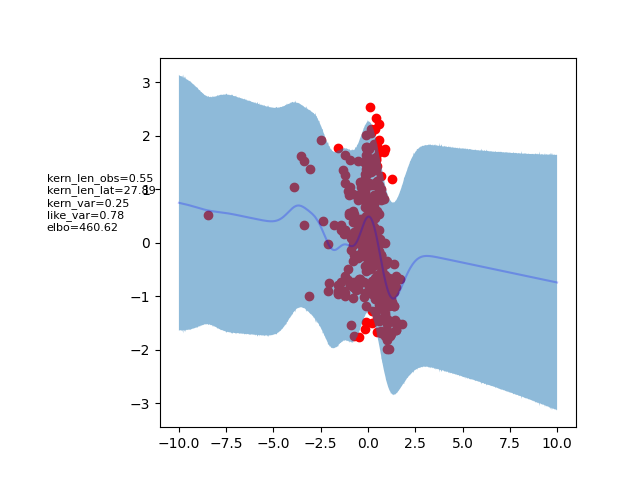 kern_len_obs=0.55
kern_len_lat=27.89
kern_var=0.25
like_var=0.78
elbo=460.62
3
2
1
0
−1
−2
−3
−10.0 −7.5 −5.0 −2.5 0.0 2.5 5.0 7.5 10.0